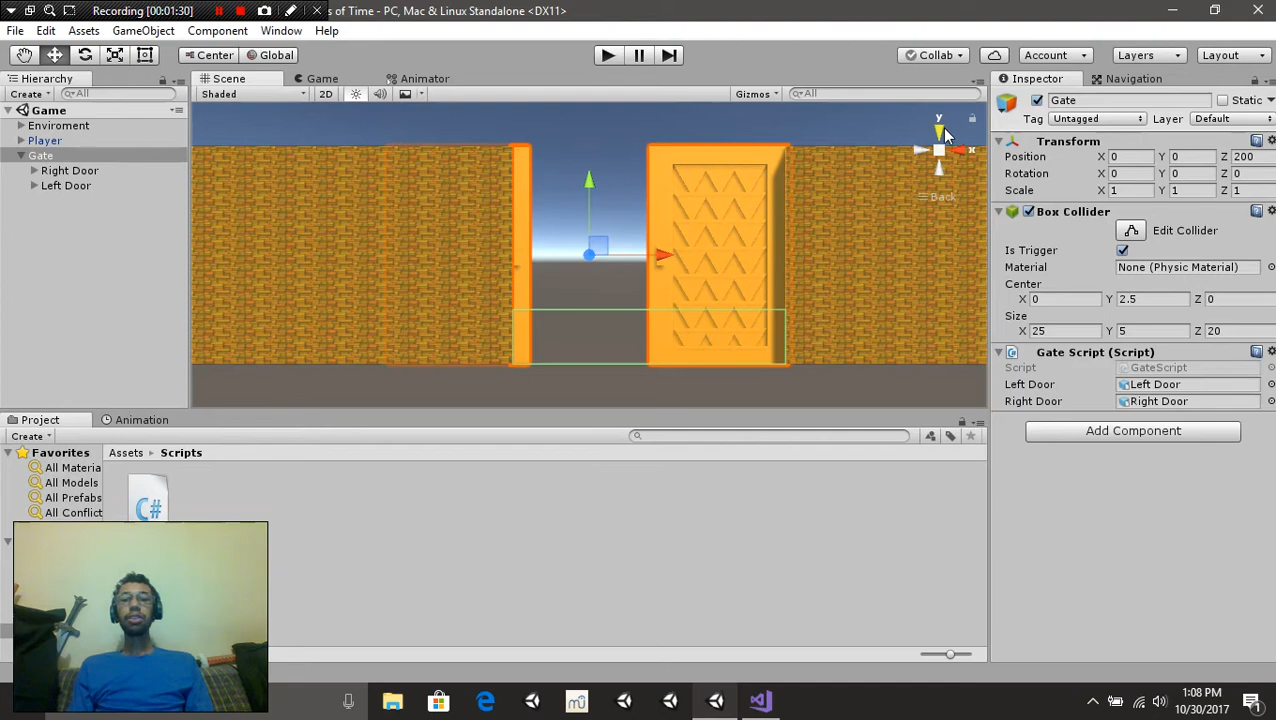 Recording [00:01:30]
s of Time - PC, Mac & Linux Standalone <DX11>
File Edit Assets GameObject Component Window Help
Center Global Collab Account Layers Layout
Hierarchy
Create All
Game
Enviroment
Player
Gate
Right Door
Left Door
Scene Game Animator
Shaded 2D Gizmos All
y
x
Back
Inspector Navigation
Gate Static
Tag Untagged Layer Default
Transform
Position X 0 Y 0 Z 200
Rotation X 0 Y 0 Z 0
Scale X 1 Y 1 Z 1
Box Collider
Edit Collider
Is Trigger
Material None (Physic Material)
Center
X 0 Y 2.5 Z 0
Size
X 25 Y 5 Z 20
Gate Script (Script)
Script GateScript
Left Door Left Door
Right Door Right Door
Add Component
Project Animation
Create
Favorites
All Materia
All Models
All Prefabs
All Conflict
Assets Scripts
C#
1:08 PM
10/30/2017
1